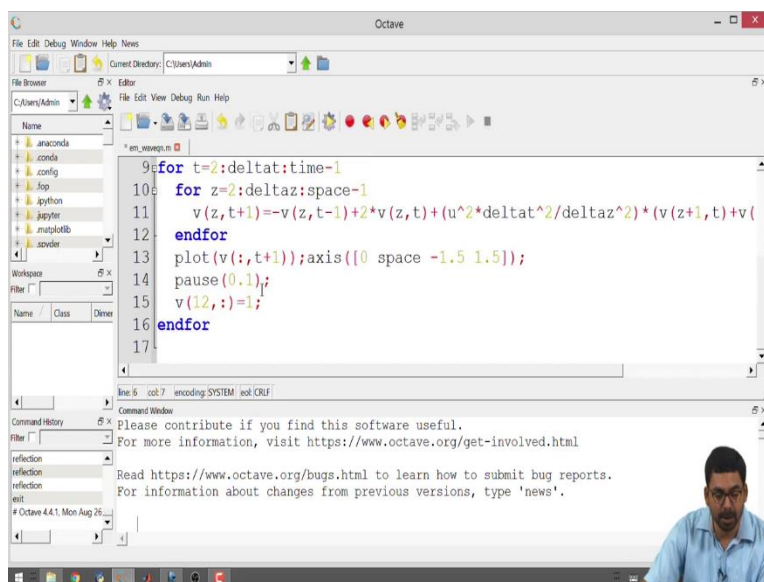 Octave
File Edit Debug Window Help News
Current Directory: C:\Users\Admin
File Browser
Editor
C:/Users/Admin
File Edit View Debug Run Help
Name
.anaconda
.conda
.config
.fop
.ipython
.jupyter
.matplotlib
.spyder
* em_waveqn.m
9 for t=2:deltat:time-1
10 for z=2:deltaz:space-1
11 v(z,t+1)=-v(z,t-1)+2*v(z,t)+(u^2*deltat^2/deltaz^2)*(v(z+1,t)+v(
12 endfor
13 plot(v(:,t+1));axis([0 space -1.5 1.5]);
14 pause(0.1);
15 v(12,:)=1;
16 endfor
17
Workspace
Filter
Name Class Dimer
line: 6 col: 7 encoding: SYSTEM eol: CRLF
Command History
Filter
reflection
reflection
reflection
exit
# Octave 4.4.1, Mon Aug 26
Command Window
Please contribute if you find this software useful.
For more information, visit https://www.octave.org/get-involved.html
Read https://www.octave.org/bugs.html to learn how to submit bug reports.
For information about changes from previous versions, type 'news'.